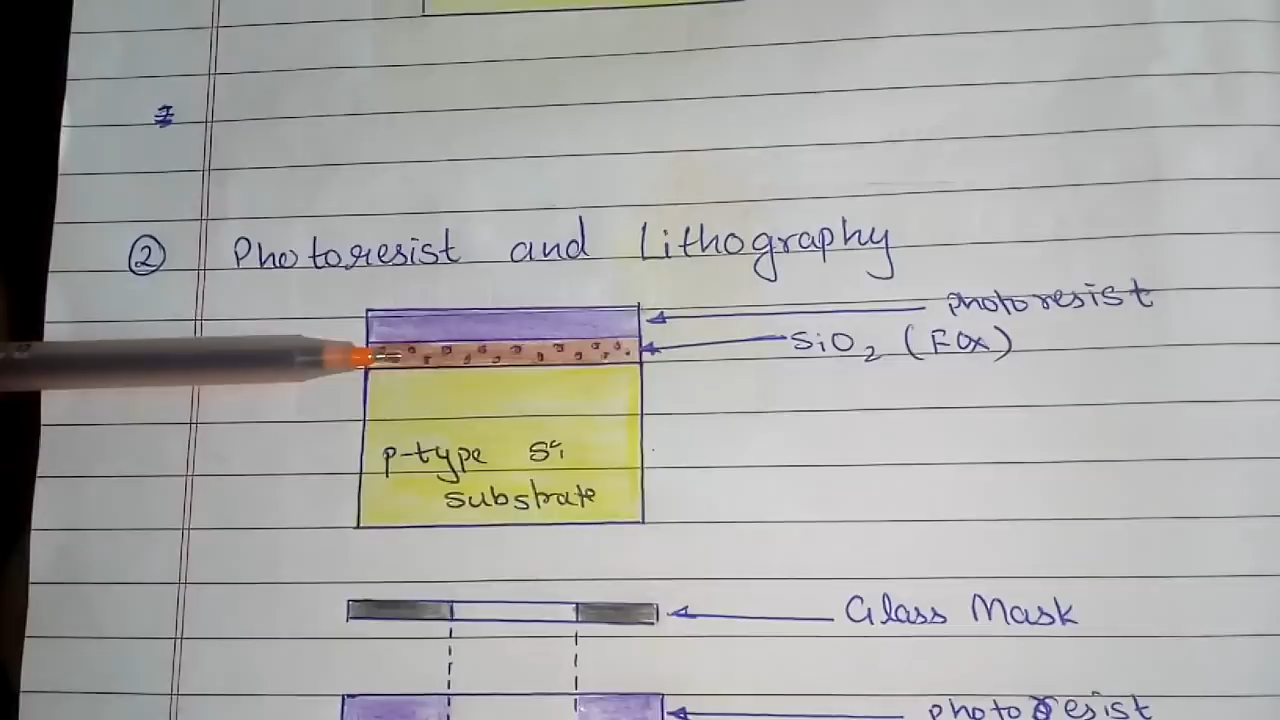 ② Photoresist and Lithography
photoresist
SiO₂ (FOx)
p-type Si
substrate
Glass Mask
photoresist